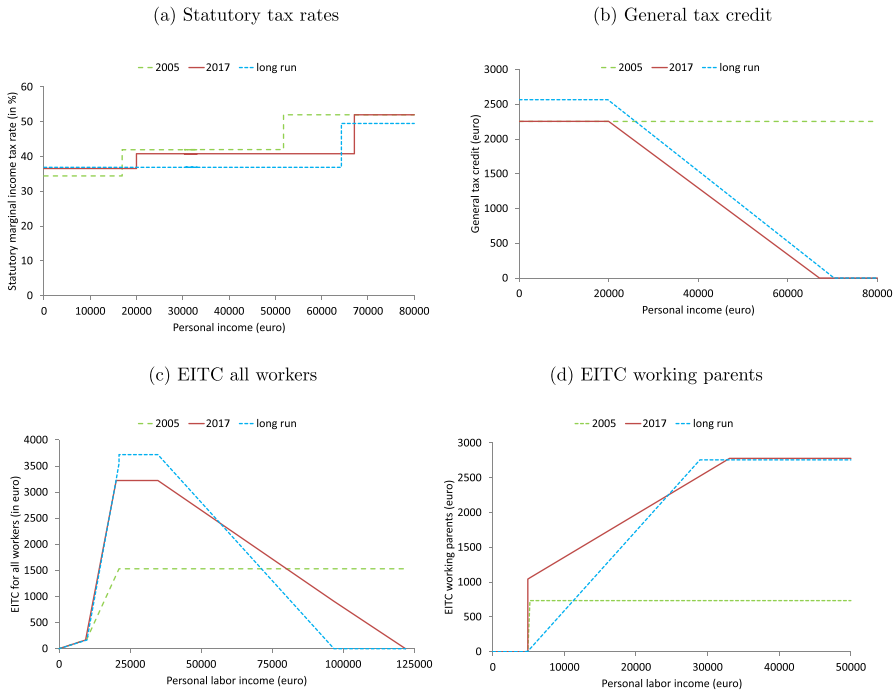 (a) Statutory tax rates
2005 2017 long run
Statutory marginal income tax rate (in %)
60
50
40
30
20
10
0
0 10000 20000 30000 40000 50000 60000 70000 80000
Personal income (euro)
(b) General tax credit
2005 2017 long run
General tax credit (euro)
3000
2500
2000
1500
1000
500
0
0 20000 40000 60000 80000
Personal income (euro)
(c) EITC all workers
2005 2017 long run
EITC for all workers (in euro)
4000
3500
3000
2500
2000
1500
1000
500
0
0 25000 50000 75000 100000 125000
Personal labor income (euro)
(d) EITC working parents
2005 2017 long run
EITC working parents (euro)
3000
2500
2000
1500
1000
500
0
0 10000 20000 30000 40000 50000
Personal labor income (euro)